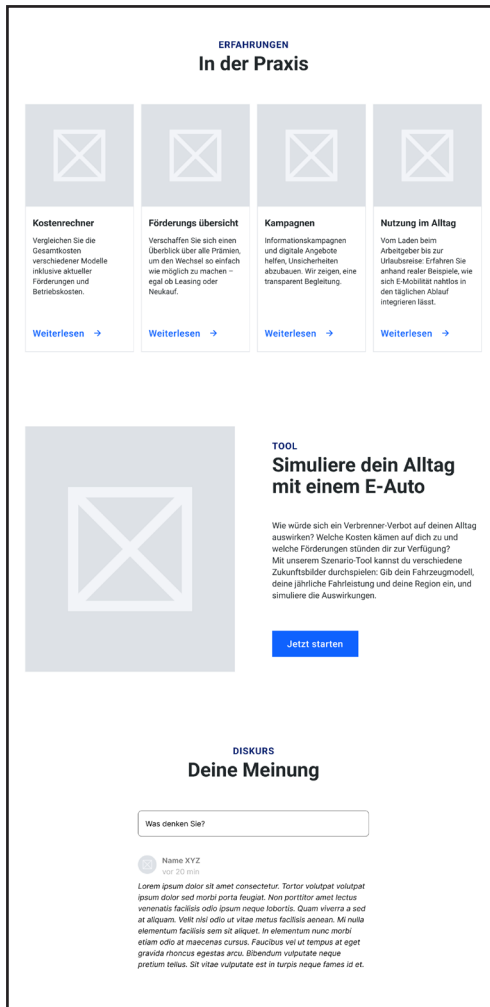 ERFAHRUNGEN
In der Praxis
Kostenrechner
Vergleichen Sie die
Gesamtkosten
verschiedener Modelle
inklusive aktueller
Förderungen und
Betriebskosten.
Weiterlesen →
Förderungs übersicht
Verschaffen Sie sich einen
Überblick über alle Prämien,
um den Wechsel so einfach
wie möglich zu machen –
egal ob Leasing oder
Neukauf.
Weiterlesen →
Kampagnen
Informationskampagnen
und digitale Angebote
helfen, Unsicherheiten
abzubauen. Wir zeigen, eine
transparent Begleitung.
Weiterlesen →
Nutzung im Alltag
Vom Laden beim
Arbeitgeber bis zur
Urlaubsreise: Erfahren Sie
anhand realer Beispiele, wie
sich E-Mobilität nahtlos in
den täglichen Ablauf
integrieren lässt.
Weiterlesen →
TOOL
Simuliere dein Alltag
mit einem E-Auto
Wie würde sich ein Verbrenner-Verbot auf deinen Alltag
auswirken? Welche Kosten kämen auf dich zu und
welche Förderungen stünden dir zur Verfügung?
Mit unserem Szenario-Tool kannst du verschiedene
Zukunftsbilder durchspielen: Gib dein Fahrzeugmodell,
deine jährliche Fahrleistung und deine Region ein, und
simuliere die Auswirkungen.
Jetzt starten
DISKURS
Deine Meinung
Was denken Sie?
Name XYZ
vor 20 min
Lorem ipsum dolor sit amet consectetur. Tortor volutpat volutpat
ipsum dolor sed morbi porta feugiat. Non porttitor amet lectus
venenatis facilisis odio ipsum neque lobortis. Quam viverra a sed
at aliquam. Velit nisl odio ut vitae metus facilisis aenean. Mi nulla
elementum facilisis sem sit aliquet. In elementum nunc morbi
etiam odio at maecenas cursus. Faucibus vel ut tempus at eget
gravida rhoncus egestas arcu. Bibendum vulputate neque
pretium tellus. Sit vitae vulputate est in turpis neque fames id et.